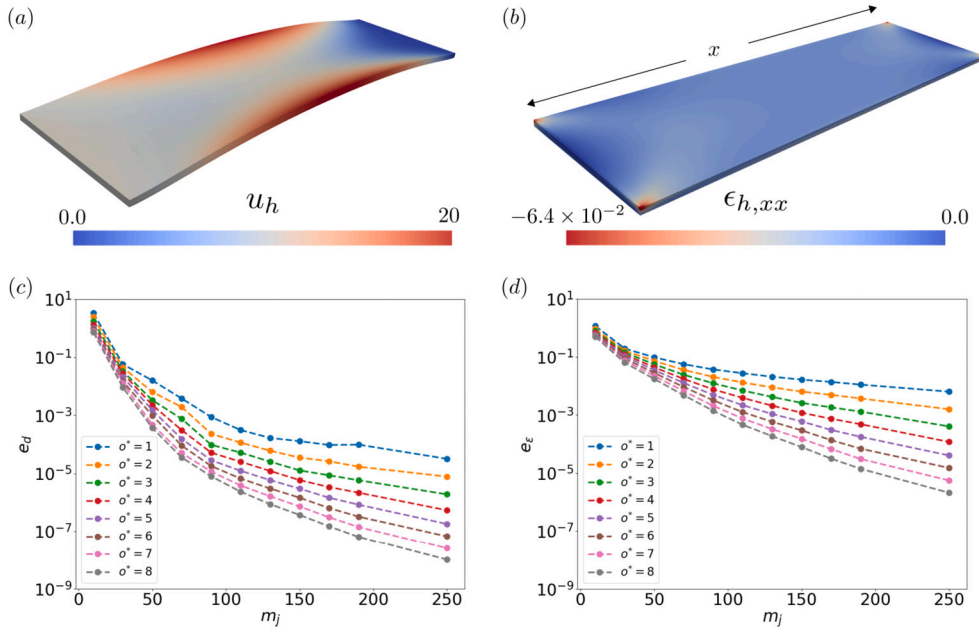 (a)
(b)
x
u_h
ϵ_{h,xx}
0.0
20
−6.4 × 10^{−2}
0.0
(c)
(d)
10^1
10^{-1}
10^{-3}
10^{-5}
10^{-7}
10^{-9}
e_d
o* = 1
o* = 2
o* = 3
o* = 4
o* = 5
o* = 6
o* = 7
o* = 8
0
50
100
150
200
250
m_j
10^1
10^{-1}
10^{-3}
10^{-5}
10^{-7}
10^{-9}
e_ε
o* = 1
o* = 2
o* = 3
o* = 4
o* = 5
o* = 6
o* = 7
o* = 8
0
50
100
150
200
250
m_j